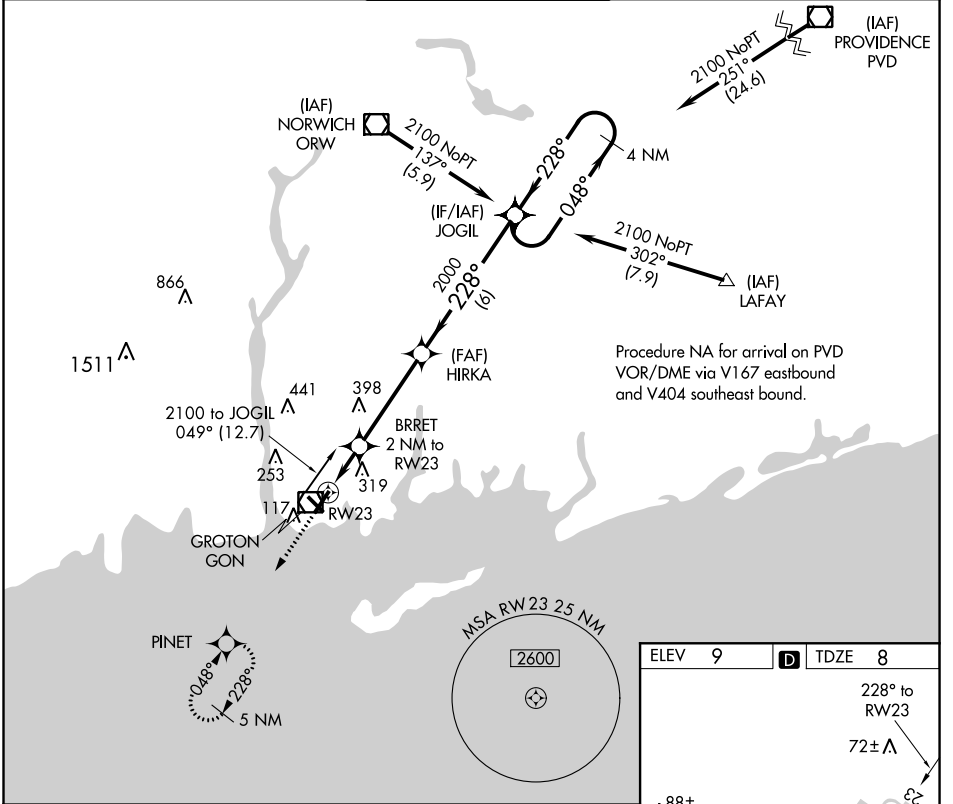 (IAF)
PROVIDENCE
PVD
2100 NoPT
251°
(24.6)
(IAF)
NORWICH
ORW
2100 NoPT
137°
(5.9)
228°
048°
4 NM
(IF/IAF)
JOGIL
2100 NoPT
302°
(7.9)
(IAF)
LAFAY
2000
228°
(6)
866
1511
(FAF)
HIRKA
Procedure NA for arrival on PVD
VOR/DME via V167 eastbound
and V404 southeast bound.
441
398
2100 to JOGIL
049° (12.7)
BRRET
2 NM to
RW23
253
319
117
RW23
GROTON
GON
PINET
048°
228°
5 NM
MSA RW23 25 NM
2600
ELEV 9 D TDZE 8
228° to
RW23
72±
23
88±